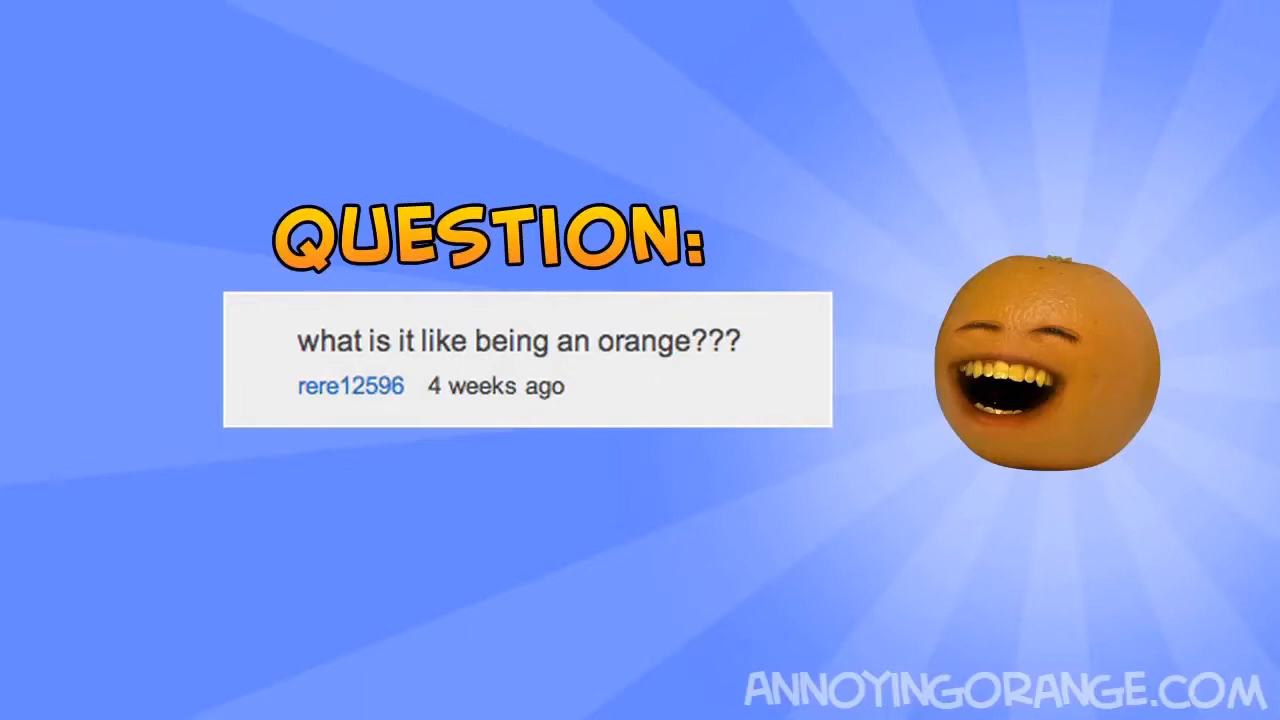 QUESTION:
what is it like being an orange???
rere12596 4 weeks ago
ANNOYINGORANGE.COM